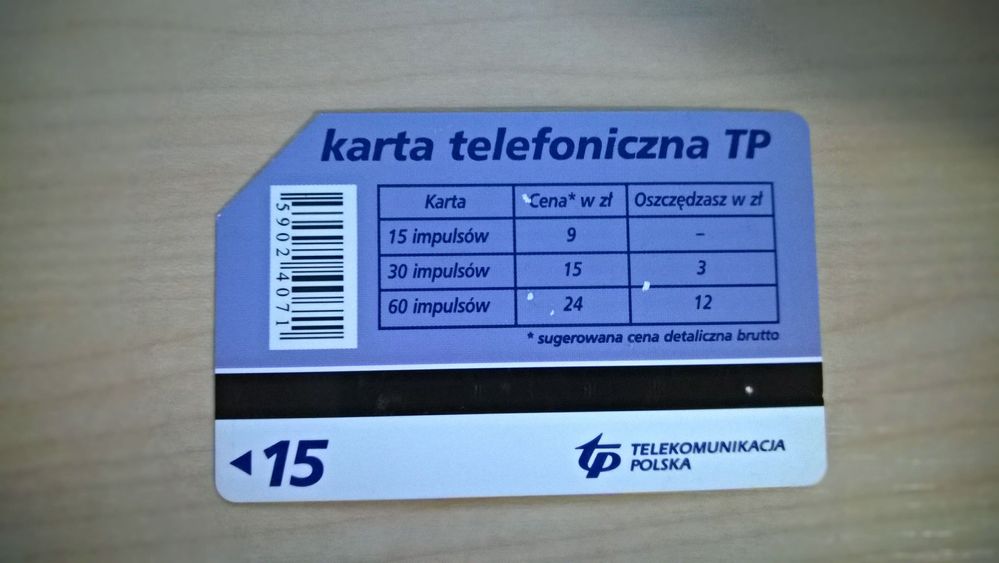 karta telefoniczna TP
Karta Cena* w zł Oszczędzasz w zł
15 impulsów 9 –
30 impulsów 15 3
60 impulsów 24 12
* sugerowana cena detaliczna brutto
59024071
15
tp TELEKOMUNIKACJA
POLSKA